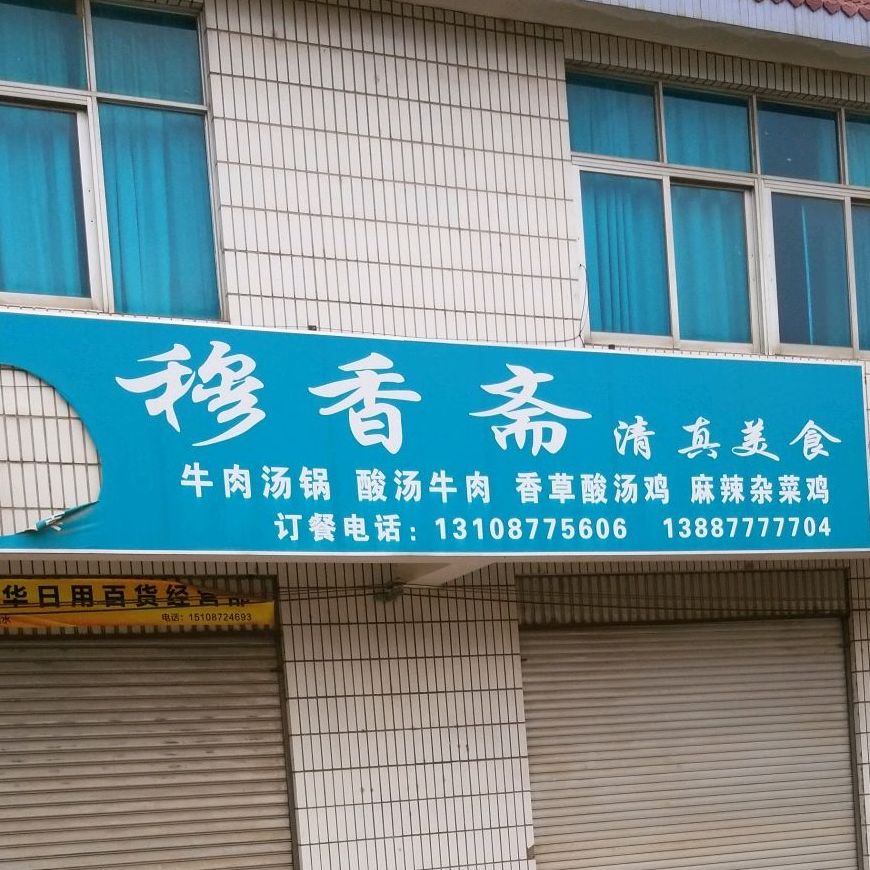 穆香斋 清真美食
牛肉汤锅 酸汤牛肉 香草酸汤鸡 麻辣杂菜鸡
订餐电话：13108775606 13887777704
华日用百货经营部
水 电话：15108724693